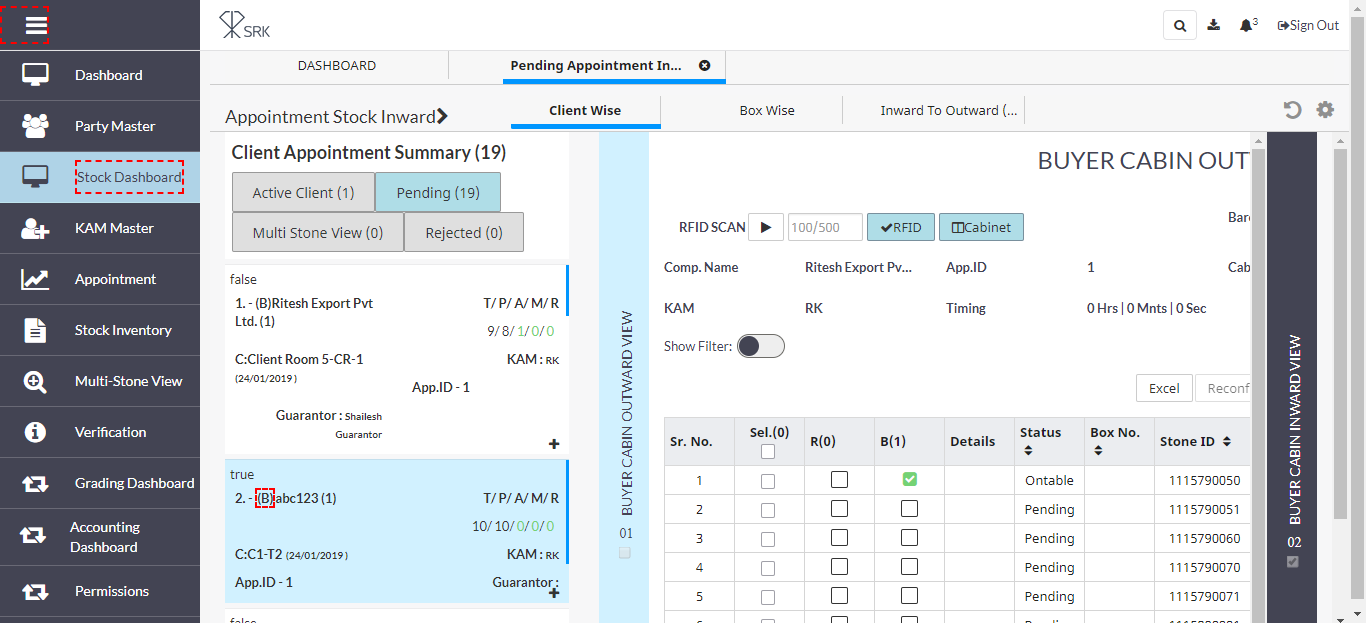 SRK
3
Sign Out
Dashboard
Party Master
Stock Dashboard
KAM Master
Appointment
Stock Inventory
Multi-Stone View
Verification
Grading Dashboard
Accounting
Dashboard
Permissions
DASHBOARD
Pending Appointment In...
Appointment Stock Inward
Client Wise
Box Wise
Inward To Outward (...
Client Appointment Summary (19)
Active Client (1)
Pending (19)
Multi Stone View (0)
Rejected (0)
false
1. - (B)Ritesh Export Pvt
Ltd. (1)
T/ P/ A/ M/ R
9/ 8/ 1/ 0/ 0
C:Client Room 5-CR-1
(24/01/2019 )
KAM : RK
App.ID - 1
Guarantor : Shailesh
Guarantor
true
2. - (B)abc123 (1)
T/ P/ A/ M/ R
10/ 10/ 0/ 0/ 0
C:C1-T2 (24/01/2019 )
KAM : RK
App.ID - 1
Guarantor :
false
BUYER CABIN OUTWARD VIEW
01
BUYER CABIN OUT
RFID SCAN
100/500
RFID
Cabinet
Bar
Comp. Name
Ritesh Export Pv...
App.ID
1
Cab
KAM
RK
Timing
0 Hrs | 0 Mnts | 0 Sec
Show Filter:
Excel
Reconf
Sr. No.
Sel.(0)
R(0)
B(1)
Details
Status
Box No.
Stone ID
1
Ontable
1115790050
2
Pending
1115790051
3
Pending
1115790060
4
Pending
1115790070
5
Pending
1115790071
BUYER CABIN INWARD VIEW
02